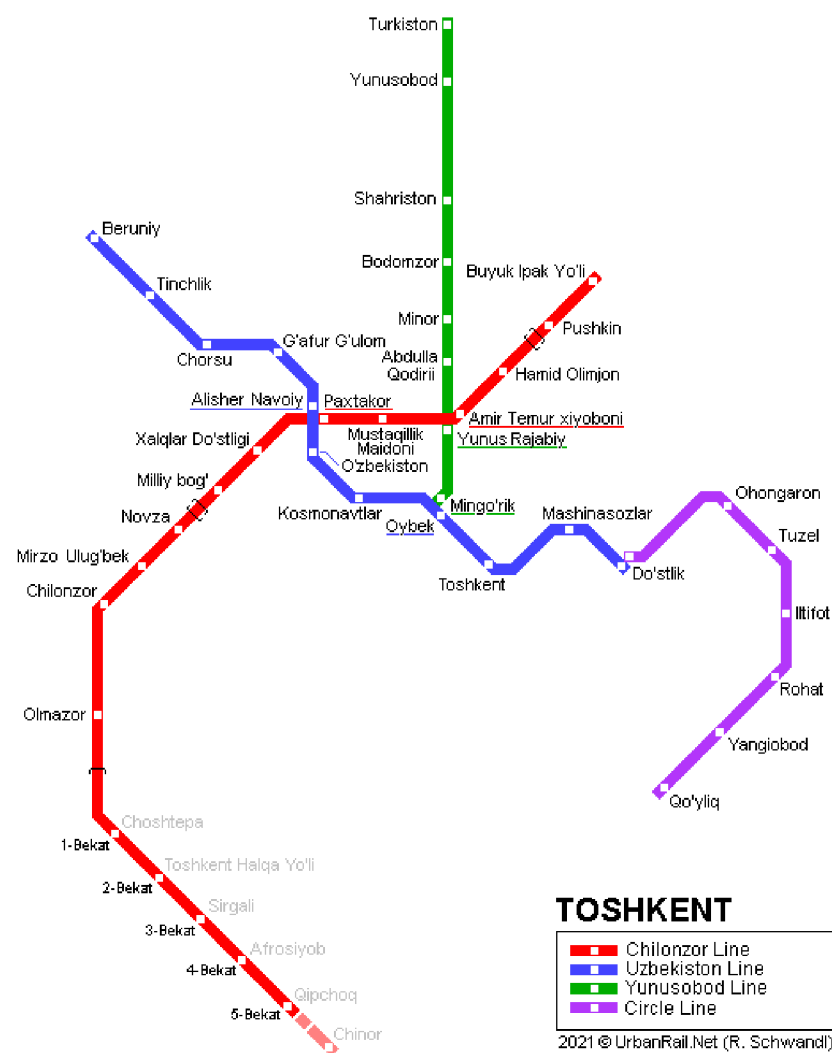 Turkiston
Yunusobod
Shahriston
Bodomzor
Minor
Abdulla
Qodirii
Buyuk Ipak Yo'li
Pushkin
Hamid Olimjon
Amir Temur xiyoboni
Yunus Rajabiy
Mingo'rik
Beruniy
Tinchlik
Chorsu
G'afur G'ulom
Alisher Navoiy
Paxtakor
Mustaqillik
Maidoni
O'zbekiston
Kosmonavtlar
Oybek
Toshkent
Mashinasozlar
Do'stlik
Ohongaron
Tuzel
Iltifot
Rohat
Yangiobod
Qo'yliq
Xalqlar Do'stligi
Milliy bog'
Novza
Mirzo Ulug'bek
Chilonzor
Olmazor
Choshtepa
1-Bekat
Toshkent Halqa Yo'li
2-Bekat
Sirgali
3-Bekat
Afrosiyob
4-Bekat
Qipchoq
5-Bekat
Chinor
TOSHKENT
Chilonzor Line
Uzbekiston Line
Yunusobod Line
Circle Line
2021 © UrbanRail.Net (R. Schwandl)